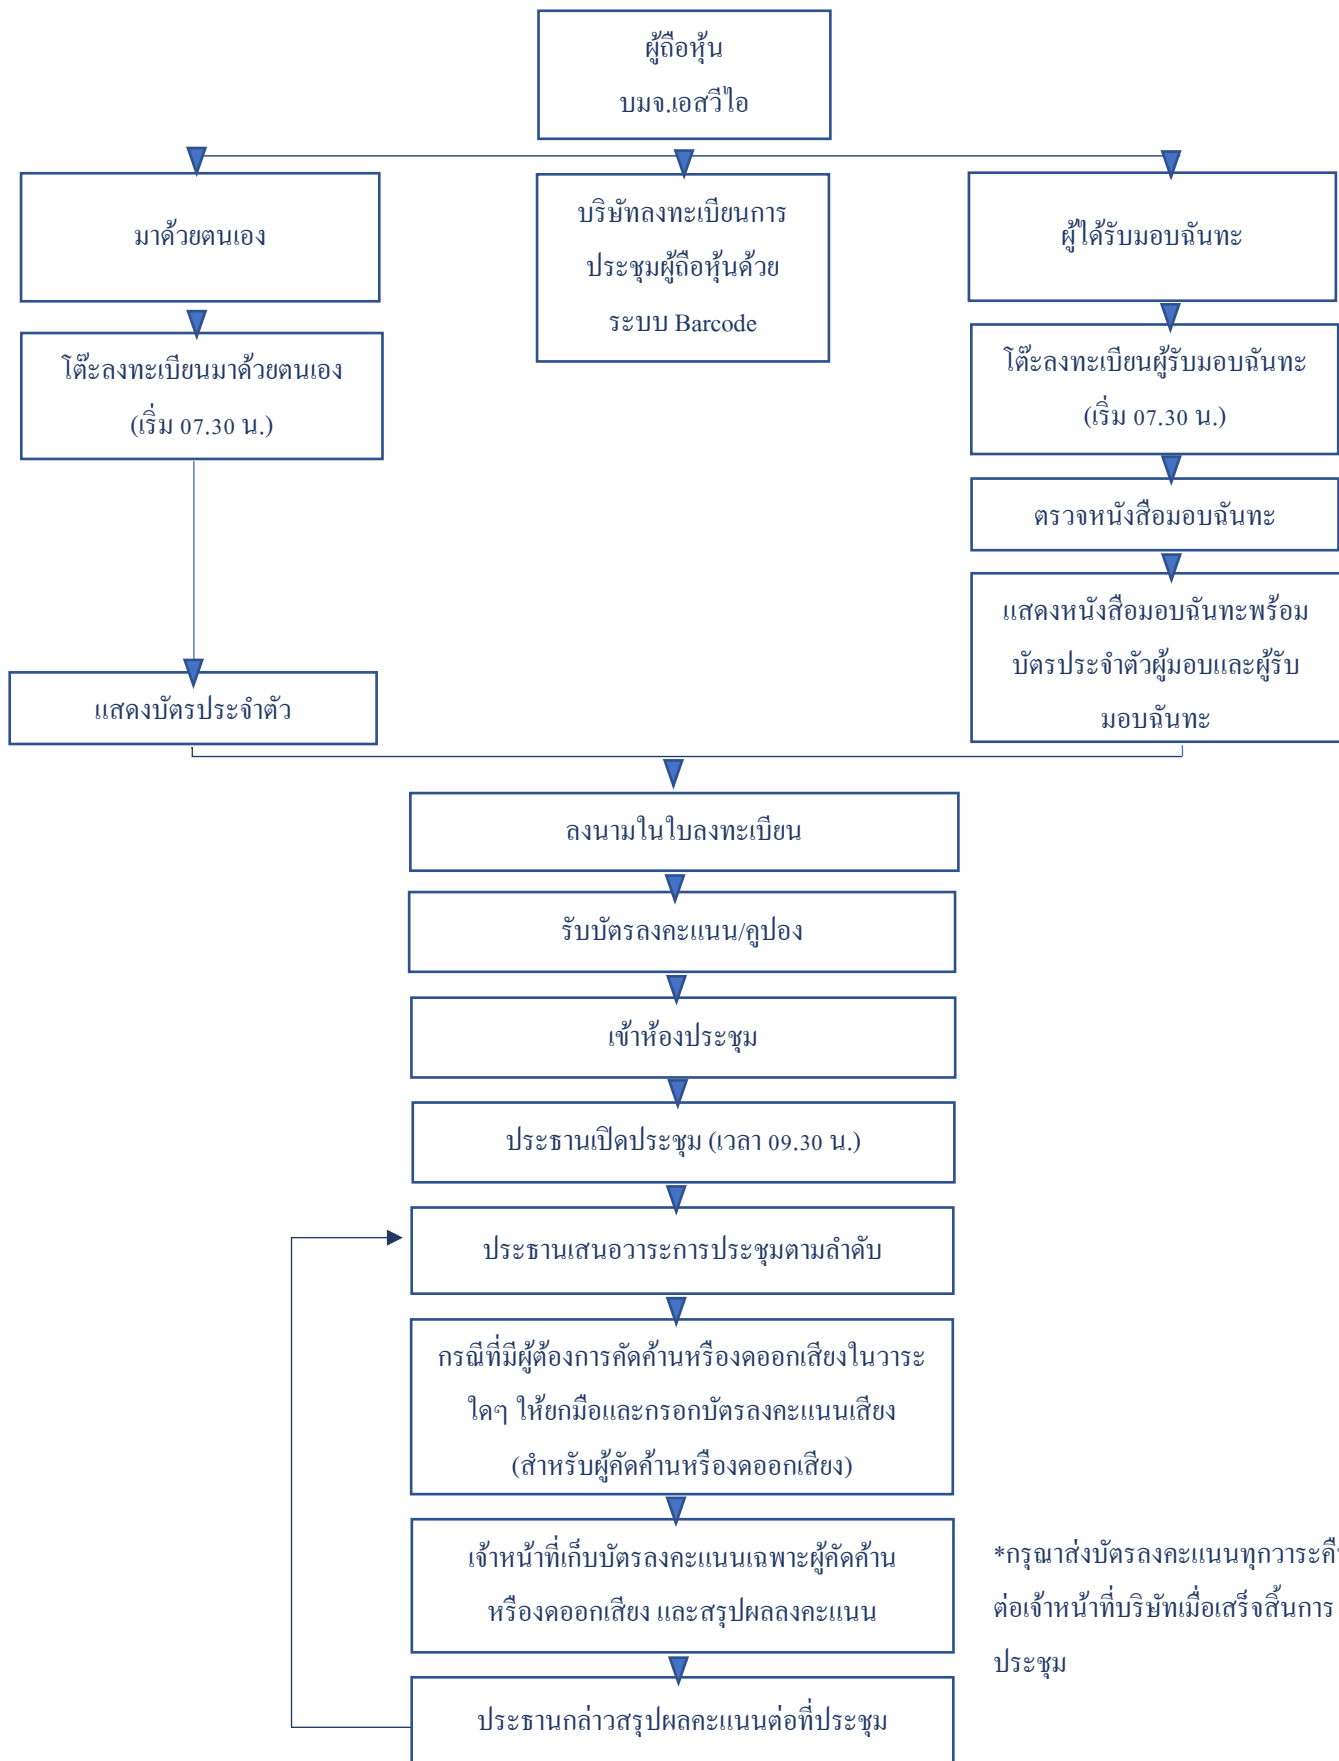 ผู้ถือหุ้น
บมจ.เอสวีไอ
มาด้วยตนเอง
บริษัทลงทะเบียนการ
ประชุมผู้ถือหุ้นด้วย
ระบบ Barcode
ผู้ได้รับมอบฉันทะ
โต๊ะลงทะเบียนมาด้วยตนเอง
(เริ่ม 07.30 น.)
โต๊ะลงทะเบียนผู้รับมอบฉันทะ
(เริ่ม 07.30 น.)
ตรวจหนังสือมอบฉันทะ
แสดงหนังสือมอบฉันทะพร้อม
บัตรประจำตัวผู้มอบและผู้รับ
มอบฉันทะ
แสดงบัตรประจำตัว
ลงนามในใบลงทะเบียน
รับบัตรลงคะแนน/คูปอง
เข้าห้องประชุม
ประธานเปิดประชุม (เวลา 09.30 น.)
ประธานเสนอวาระการประชุมตามลำดับ
กรณีที่มีผู้ต้องการคัดค้านหรืองดออกเสียงในวาระ
ใดๆ ให้ยกมือและกรอกบัตรลงคะแนนเสียง
(สำหรับผู้คัดค้านหรืองดออกเสียง)
เจ้าหน้าที่เก็บบัตรลงคะแนนเฉพาะผู้คัดค้าน
หรืองดออกเสียง และสรุปผลลงคะแนน
*กรุณาส่งบัตรลงคะแนนทุกวาระคืน
ต่อเจ้าหน้าที่บริษัทเมื่อเสร็จสิ้นการ
ประชุม
ประธานกล่าวสรุปผลคะแนนต่อที่ประชุม